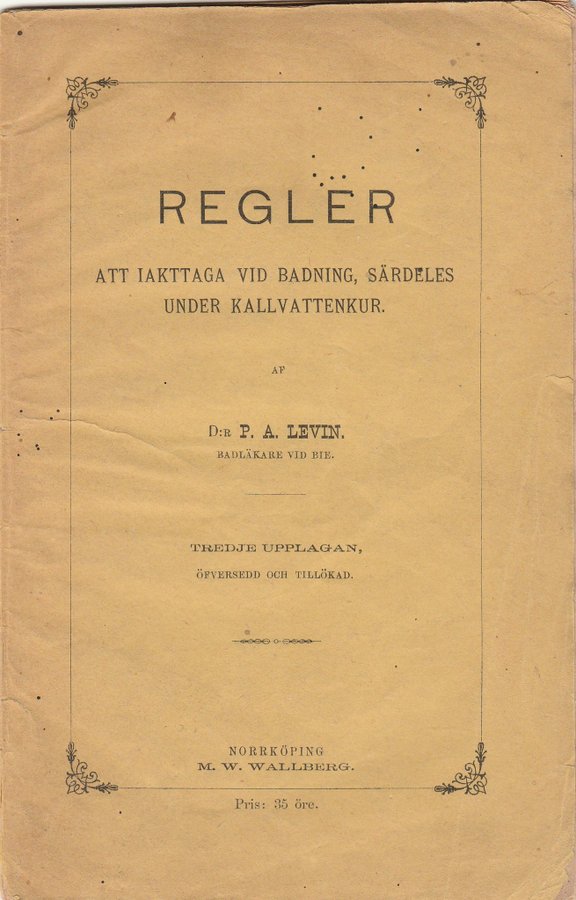 REGLER
ATT IAKTTAGA VID BADNING, SÄRDELES
UNDER KALLVATTENKUR.
AF
D:R P. A. LEVIN.
BADLÄKARE VID BIE.
TREDJE UPPLAGAN,
ÖFVERSEDD OCH TILLÖKAD.
NORRKÖPING
M. W. WALLBERG.
Pris: 35 öre.